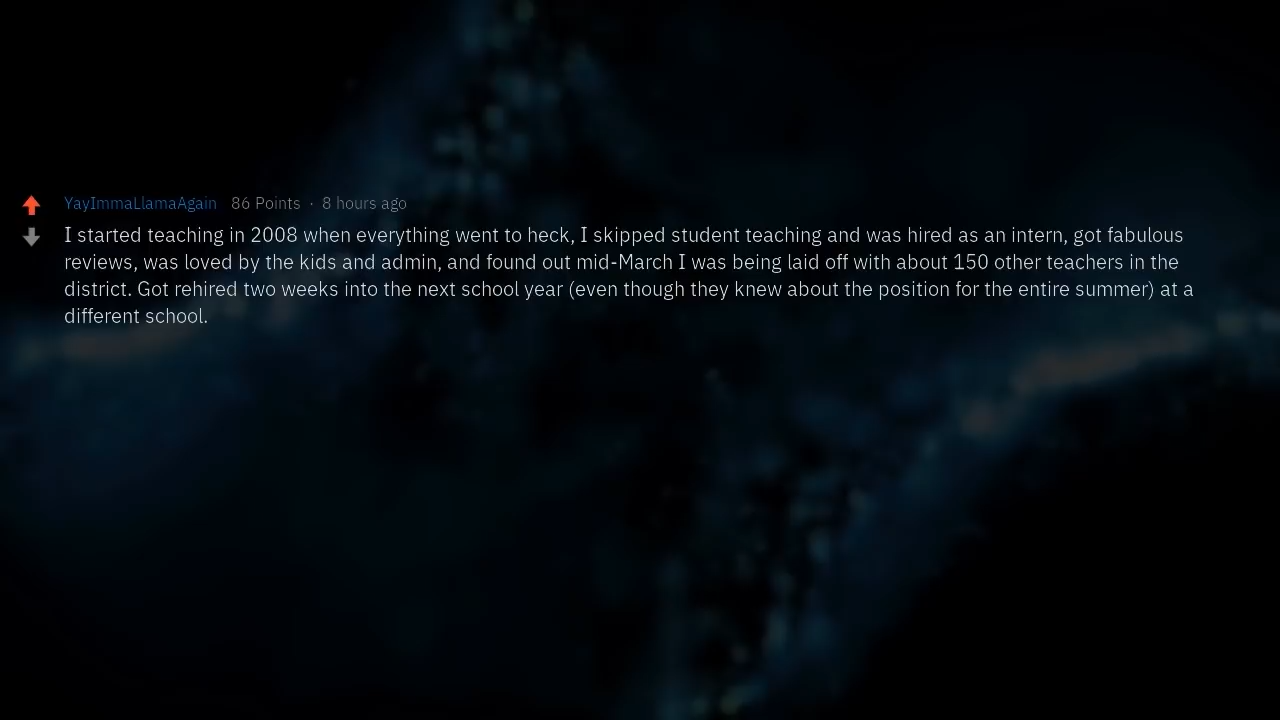 YayImmaLlamaAgain 86 Points · 8 hours ago
I started teaching in 2008 when everything went to heck, I skipped student teaching and was hired as an intern, got fabulous
reviews, was loved by the kids and admin, and found out mid-March I was being laid off with about 150 other teachers in the
district. Got rehired two weeks into the next school year (even though they knew about the position for the entire summer) at a
different school.